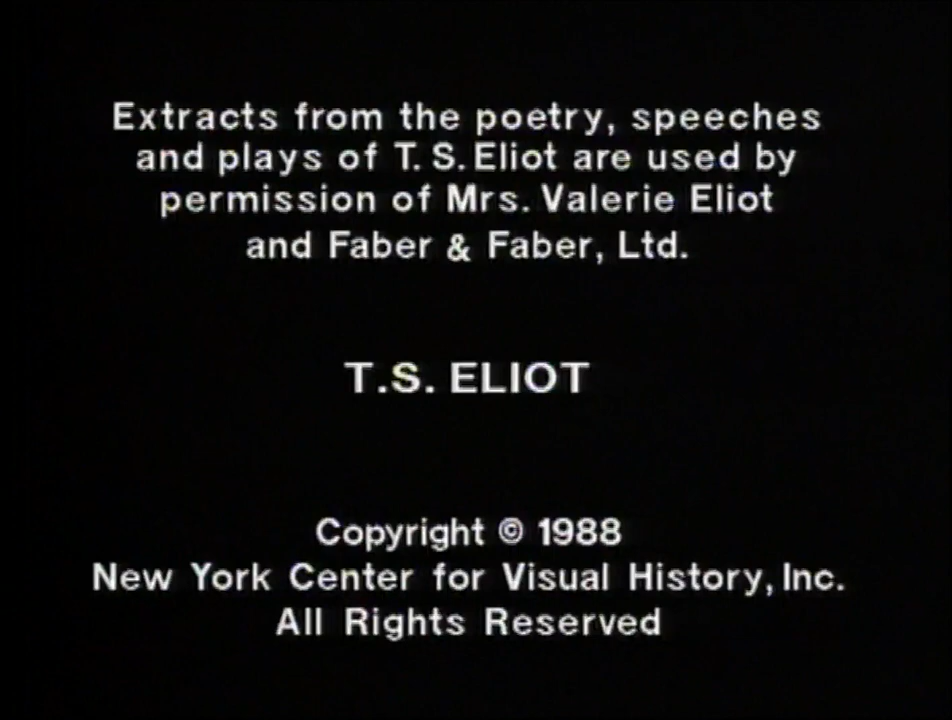 Extracts from the poetry, speeches
and plays of T. S. Eliot are used by
permission of Mrs. Valerie Eliot
and Faber & Faber, Ltd.
T.S. ELIOT
Copyright © 1988
New York Center for Visual History, Inc.
All Rights Reserved